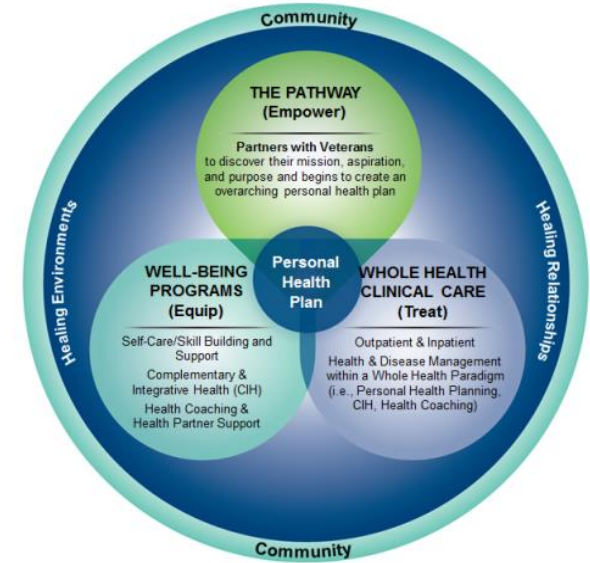 Community
THE PATHWAY
(Empower)
Partners with Veterans
to discover their mission, aspiration,
and purpose and begins to create an
overarching personal health plan
Healing Environments
Healing Relationships
Personal
Health
Plan
WELL-BEING
PROGRAMS
(Equip)
Self-Care/Skill Building and
Support
Complementary &
Integrative Health (CIH)
Health Coaching &
Health Partner Support
WHOLE HEALTH
CLINICAL CARE
(Treat)
Outpatient & Inpatient
Health & Disease Management
within a Whole Health Paradigm
(i.e., Personal Health Planning,
CIH, Health Coaching)
Community